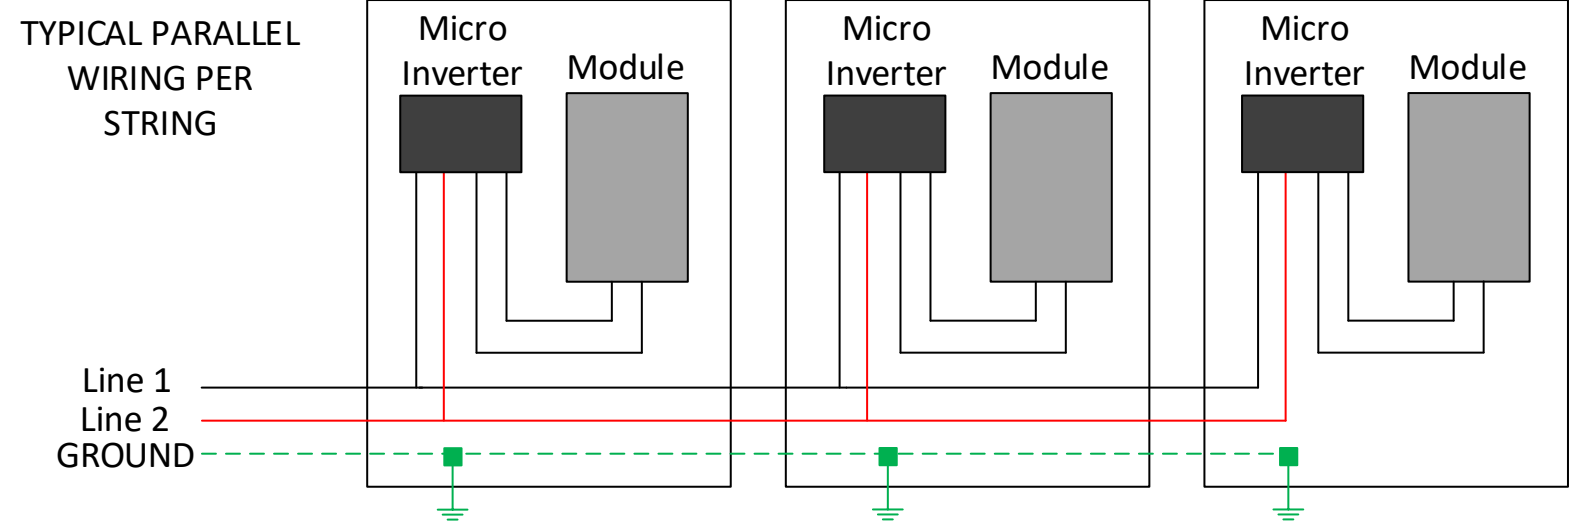 TYPICAL PARALLEL
WIRING PER
STRING
Micro
Inverter
Module
Micro
Inverter
Module
Micro
Inverter
Module
Line 1
Line 2
GROUND